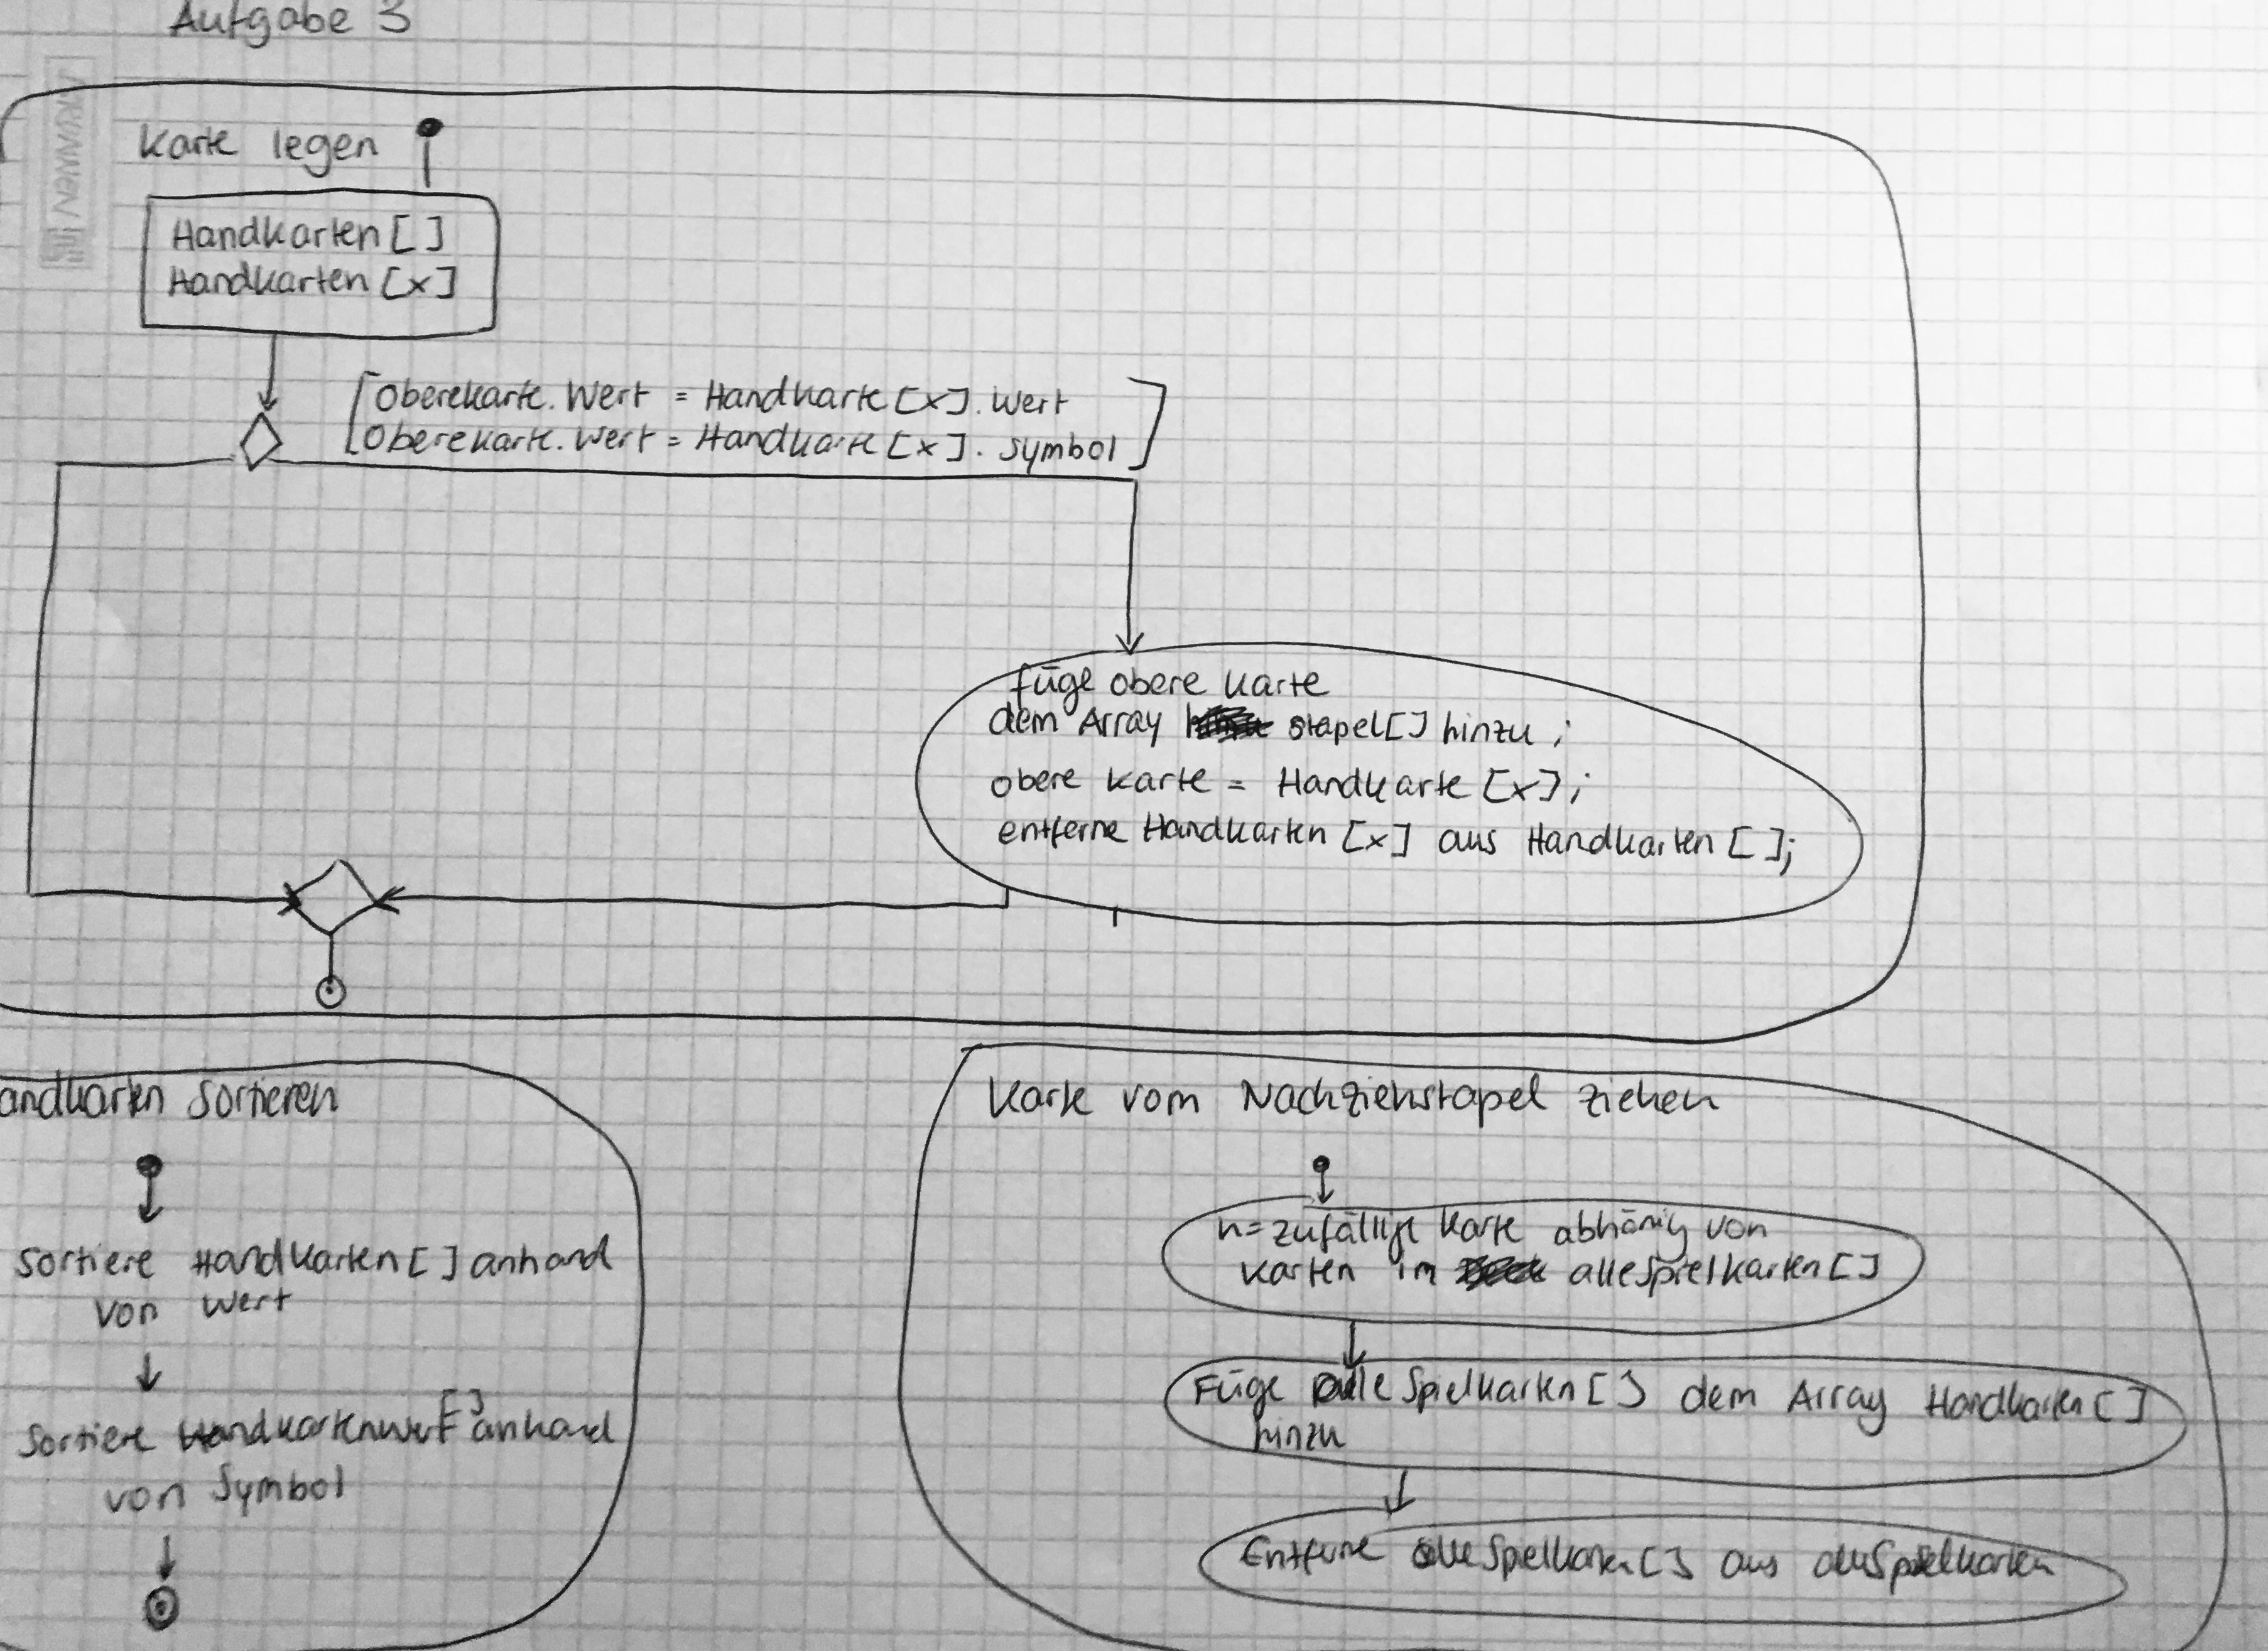 Aufgabe 3
Karte legen
Handkarten [ ]
Handkarten [x]
[Oberekarte.Wert = Handkarte [x].Wert
Oberekarte.Wert = Handkarte [x].Symbol]
füge obere Karte
dem Array stapel[] hinzu ;
obere Karte = Handkarte [x];
entferne Handkarten [x] aus Handkarten [ ];
andkarten Sortieren
Sortiere Handkarten [ ] anhand
von Wert
Sortiere Handkartenwert [ ] anhand
von Symbol
Karte vom Nachziehstapel ziehen
n=zufällige Karte abhänig von
Karten im alleSpielkarten [ ]
Füge alleSpielkarten [ ] dem Array Handkarten [ ]
hinzu
Entferne alleSpielkarten [ ] aus alleSpielkarten